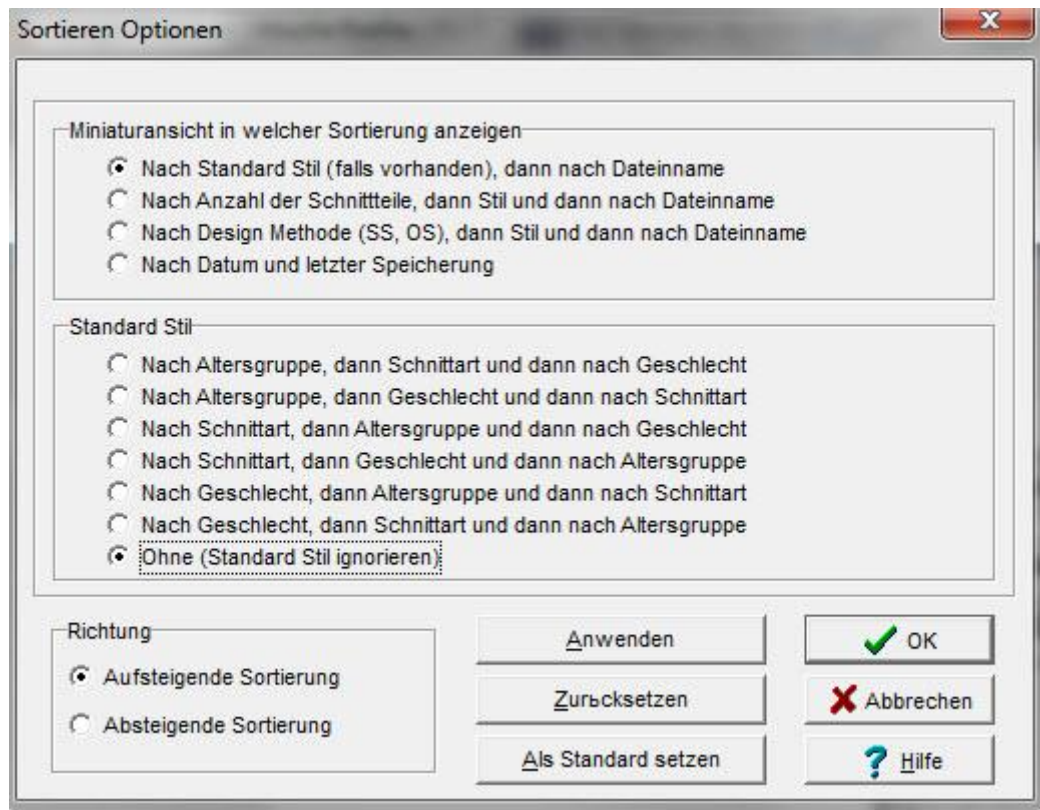 Sortieren Optionen
Miniaturansicht in welcher Sortierung anzeigen
Nach Standard Stil (falls vorhanden), dann nach Dateinname
Nach Anzahl der Schnittteile, dann Stil und dann nach Dateinname
Nach Design Methode (SS, OS), dann Stil und dann nach Dateinname
Nach Datum und letzter Speicherung
Standard Stil
Nach Altersgruppe, dann Schnittart und dann nach Geschlecht
Nach Altersgruppe, dann Geschlecht und dann nach Schnittart
Nach Schnittart, dann Altersgruppe und dann nach Geschlecht
Nach Schnittart, dann Geschlecht und dann nach Altersgruppe
Nach Geschlecht, dann Altersgruppe und dann nach Schnittart
Nach Geschlecht, dann Schnittart und dann nach Altersgruppe
Ohne (Standard Stil ignorieren)
Richtung
Aufsteigende Sortierung
Absteigende Sortierung
Anwenden
Zurьcksetzen
Als Standard setzen
OK
Abbrechen
Hilfe